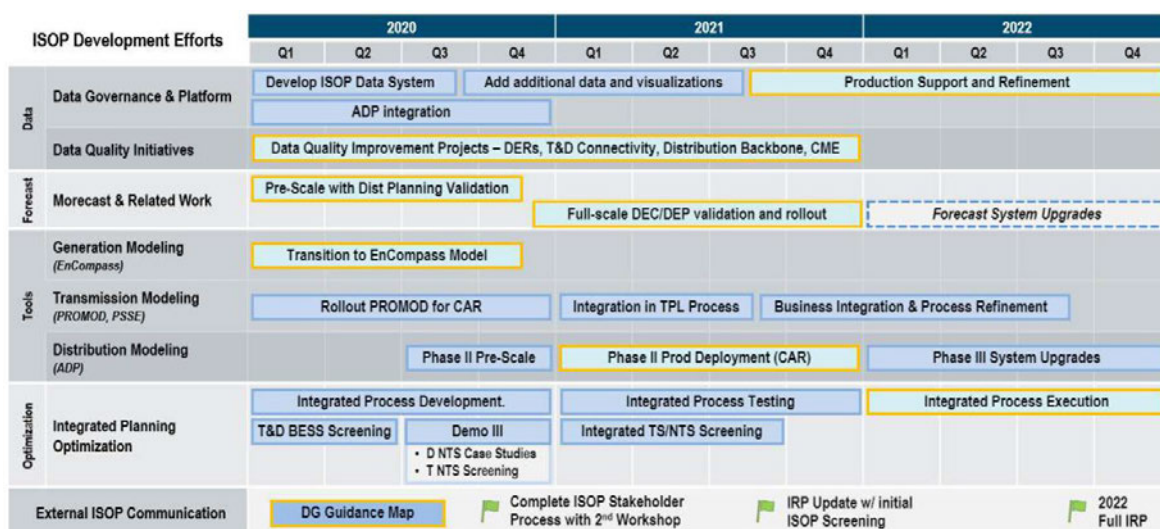 ISOP Development Efforts
2020 2021 2022
Q1 Q2 Q3 Q4 Q1 Q2 Q3 Q4 Q1 Q2 Q3 Q4
Data
Data Governance & Platform
Develop ISOP Data System
Add additional data and visualizations
Production Support and Refinement
ADP integration
Data Quality Initiatives
Data Quality Improvement Projects – DERs, T&D Connectivity, Distribution Backbone, CME
Forecast
Morecast & Related Work
Pre-Scale with Dist Planning Validation
Full-scale DEC/DEP validation and rollout
Forecast System Upgrades
Tools
Generation Modeling
(EnCompass)
Transition to EnCompass Model
Transmission Modeling
(PROMOD, PSSE)
Rollout PROMOD for CAR
Integration in TPL Process
Business Integration & Process Refinement
Distribution Modeling
(ADP)
Phase II Pre-Scale
Phase II Prod Deployment (CAR)
Phase III System Upgrades
Optimization
Integrated Planning
Optimization
Integrated Process Development.
Integrated Process Testing
Integrated Process Execution
T&D BESS Screening
Demo III
• D NTS Case Studies
• T NTS Screening
Integrated TS/NTS Screening
External ISOP Communication
DG Guidance Map
Complete ISOP Stakeholder
Process with 2nd Workshop
IRP Update w/ initial
ISOP Screening
2022
Full IRP